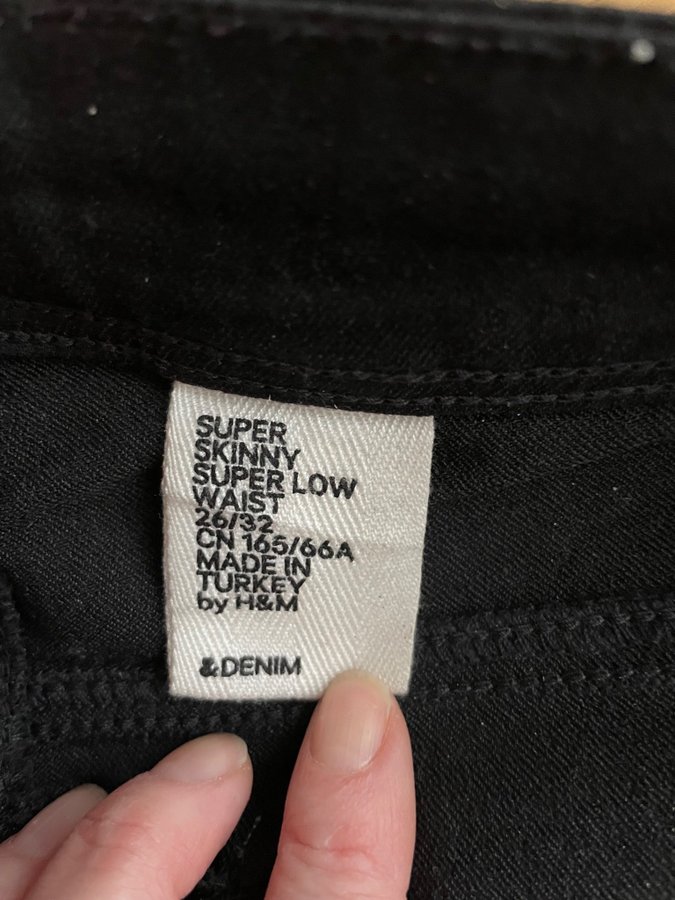 SUPER
SKINNY
SUPER LOW
WAIST
26/32
CN 165/66A
MADE IN
TURKEY
by H&M
&DENIM